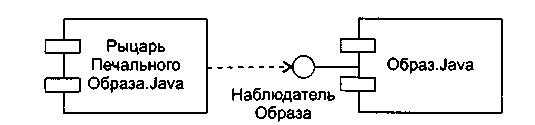 Рыцарь
Печального
Образа.Java
Наблюдатель
Образа
Образ.Java